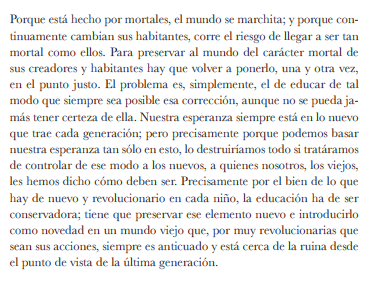 Porque está hecho por mortales, el mundo se marchita; y porque con-
tinuamente cambian sus habitantes, corre el riesgo de llegar a ser tan
mortal como ellos. Para preservar al mundo del carácter mortal de
sus creadores y habitantes hay que volver a ponerlo, una y otra vez,
en el punto justo. El problema es, simplemente, el de educar de tal
modo que siempre sea posible esa corrección, aunque no se pueda ja-
más tener certeza de ella. Nuestra esperanza siempre está en lo nuevo
que trae cada generación; pero precisamente porque podemos basar
nuestra esperanza tan sólo en esto, lo destruiríamos todo si tratáramos
de controlar de ese modo a los nuevos, a quienes nosotros, los viejos,
les hemos dicho cómo deben ser. Precisamente por el bien de lo que
hay de nuevo y revolucionario en cada niño, la educación ha de ser
conservadora; tiene que preservar ese elemento nuevo e introducirlo
como novedad en un mundo viejo que, por muy revolucionarias que
sean sus acciones, siempre es anticuado y está cerca de la ruina desde
el punto de vista de la última generación.